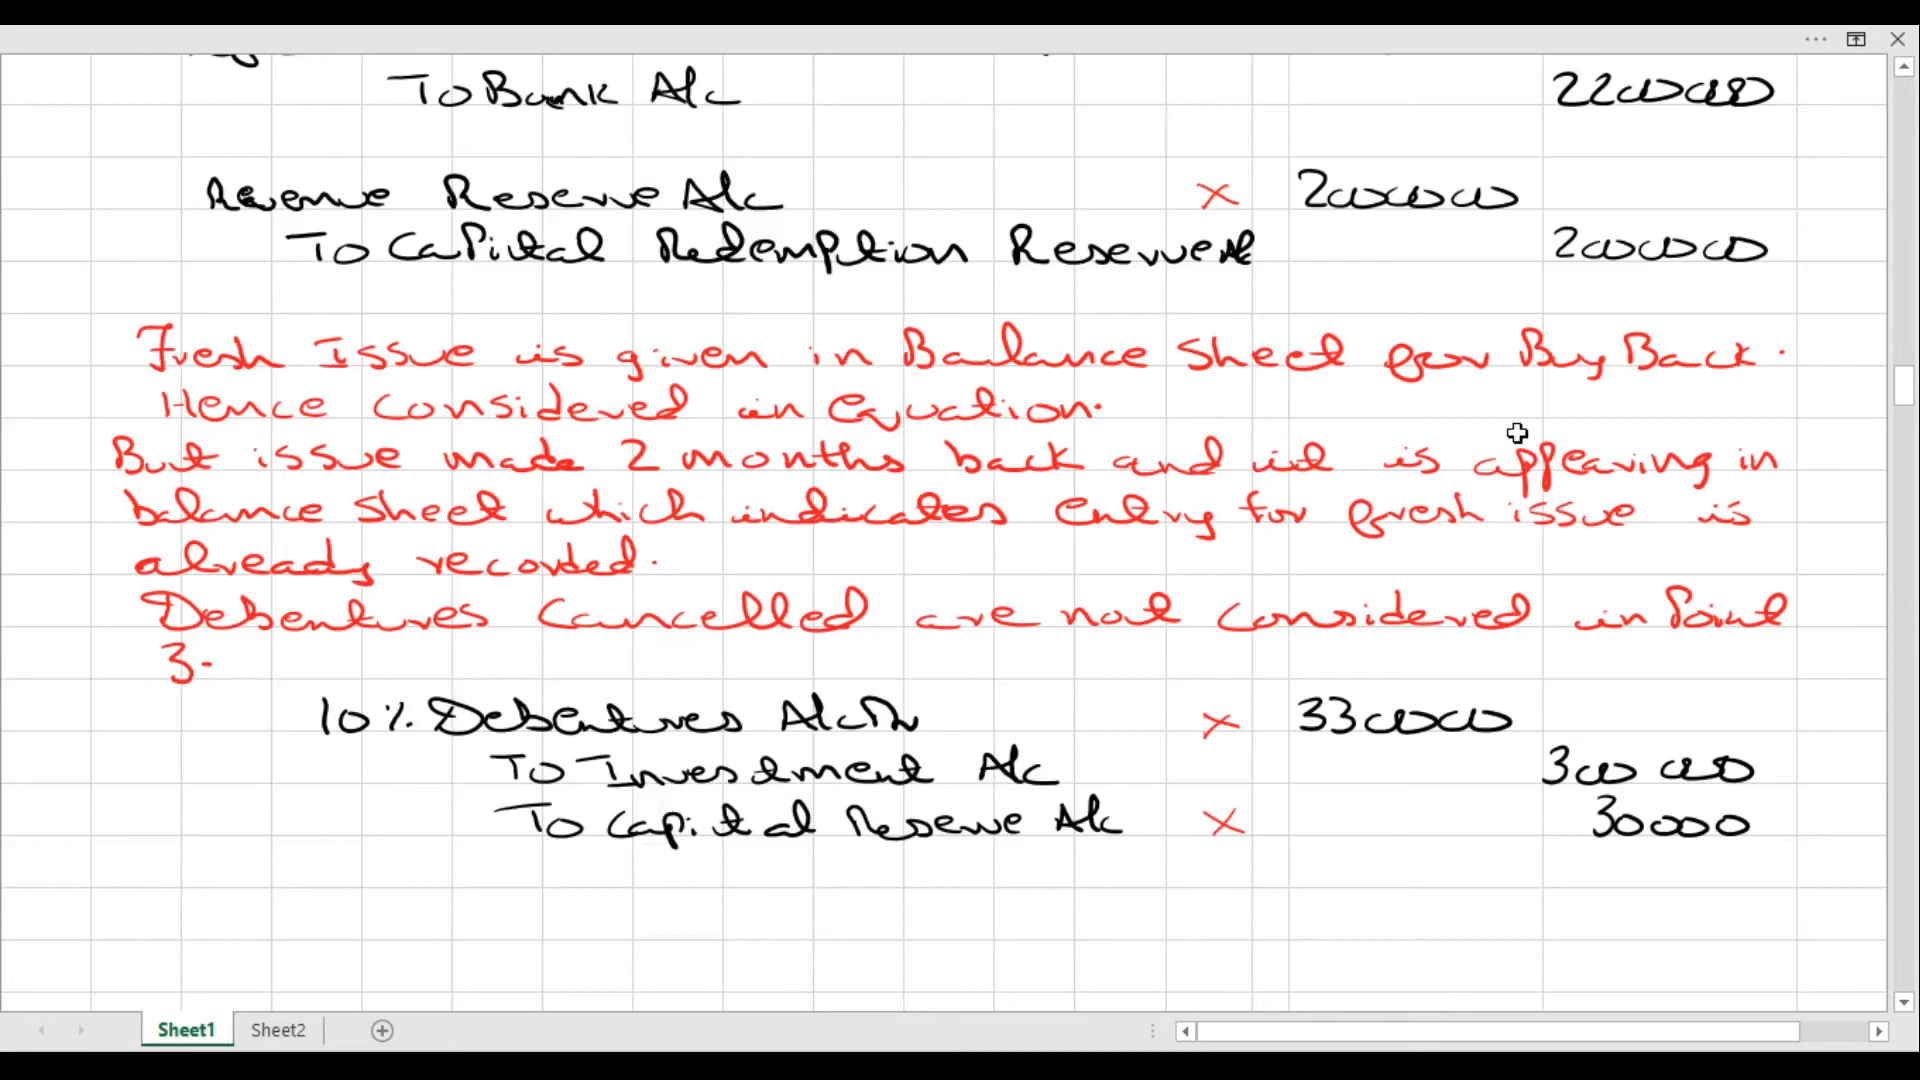 To Bank A/c 2200000
Revenue Reserve A/c × 200000
To Capital Redemption Reserve A/c 200000
Fresh Issue is given in Balance Sheet for Buy Back.
Hence considered in equation.
But issue made 2 months back and it is appearing in
balance sheet which indicates entry for fresh issue is
already recorded.
Debentures cancelled are not considered in Point
3.
10% Debentures A/c Dr × 330000
To Investment A/c 300000
To Capital Reserve A/c × 30000
Sheet1 Sheet2